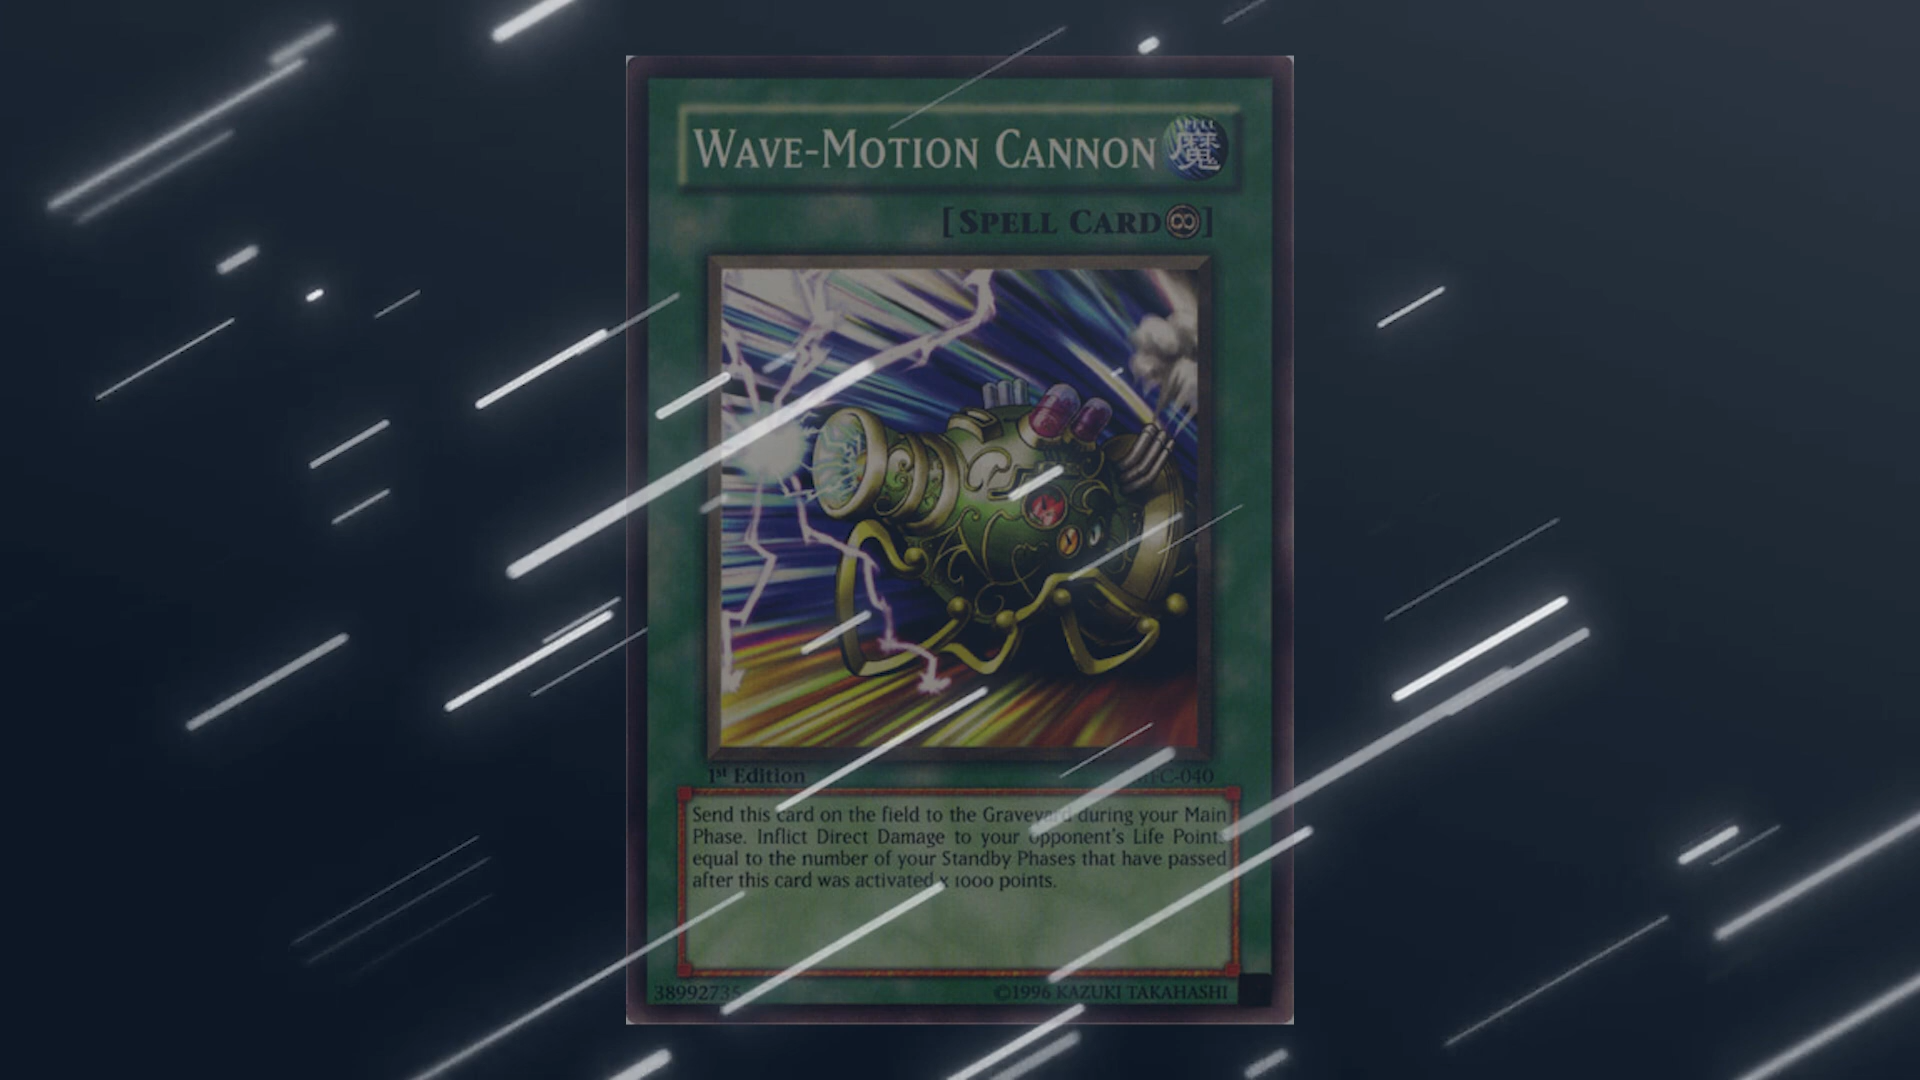 WAVE-MOTION CANNON 魔
[SPELL CARD]
1st Edition
MFC-040
Send this card on the field to the Graveyard during your Main
Phase. Inflict Direct Damage to your opponent's Life Points
equal to the number of your Standby Phases that have passed
after this card was activated x 1000 points.
38992735
©1996 KAZUKI TAKAHASHI